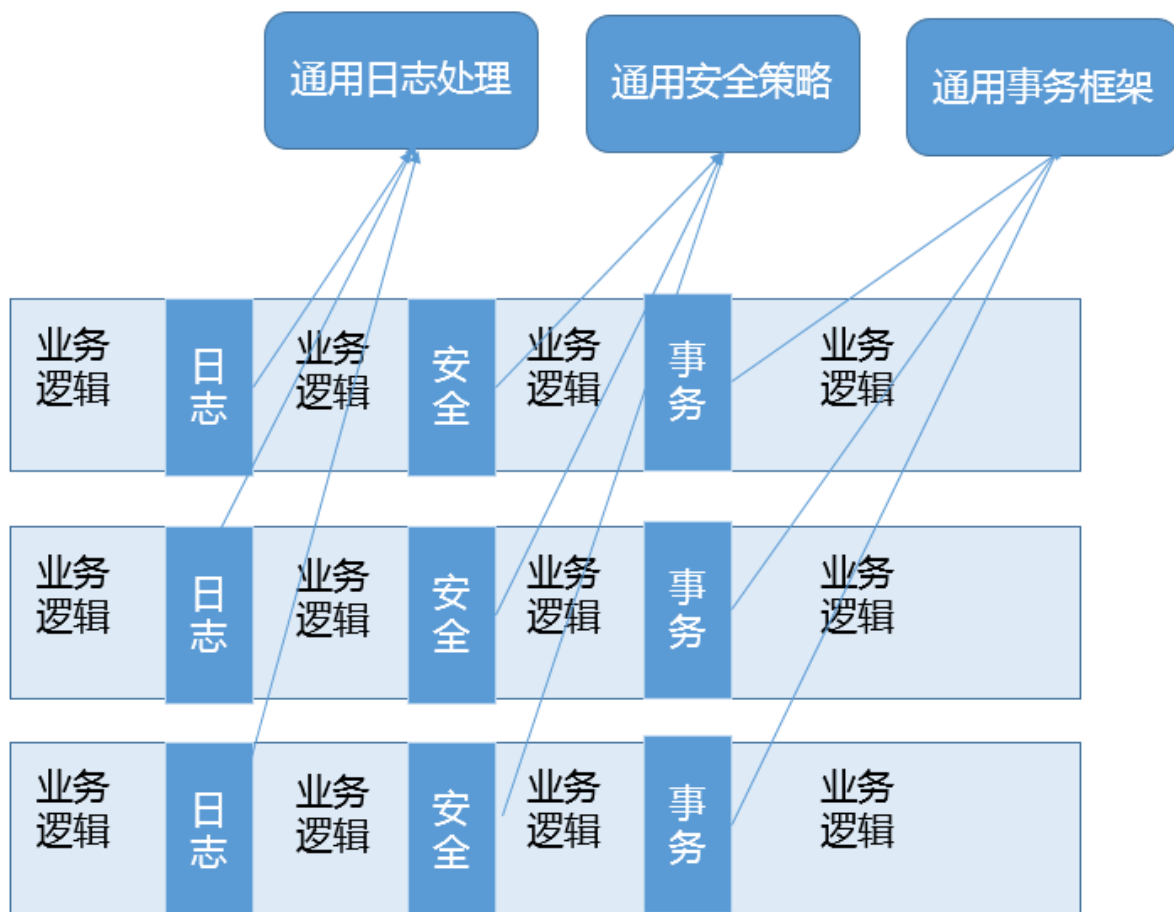 通用日志处理
通用安全策略
通用事务框架
业务
逻辑
日
志
业务
逻辑
安
全
业务
逻辑
事
务
业务
逻辑
业务
逻辑
日
志
业务
逻辑
安
全
业务
逻辑
事
务
业务
逻辑
业务
逻辑
日
志
业务
逻辑
安
全
业务
逻辑
事
务
业务
逻辑